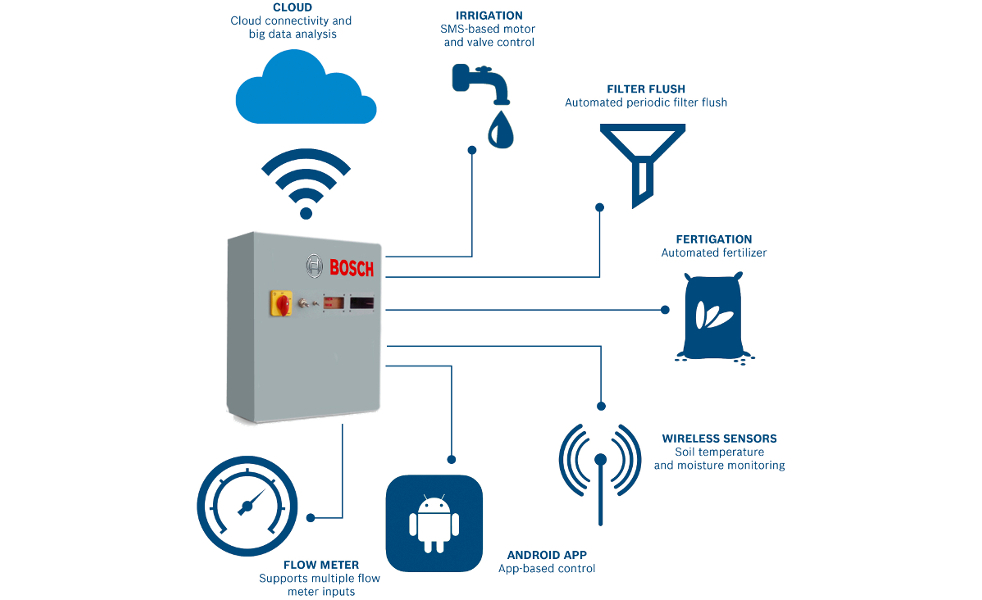 CLOUD
Cloud connectivity and
big data analysis
IRRIGATION
SMS-based motor
and valve control
FILTER FLUSH
Automated periodic filter flush
FERTIGATION
Automated fertilizer
BOSCH
WIRELESS SENSORS
Soil temperature
and moisture monitoring
ANDROID APP
App-based control
FLOW METER
Supports multiple flow
meter inputs